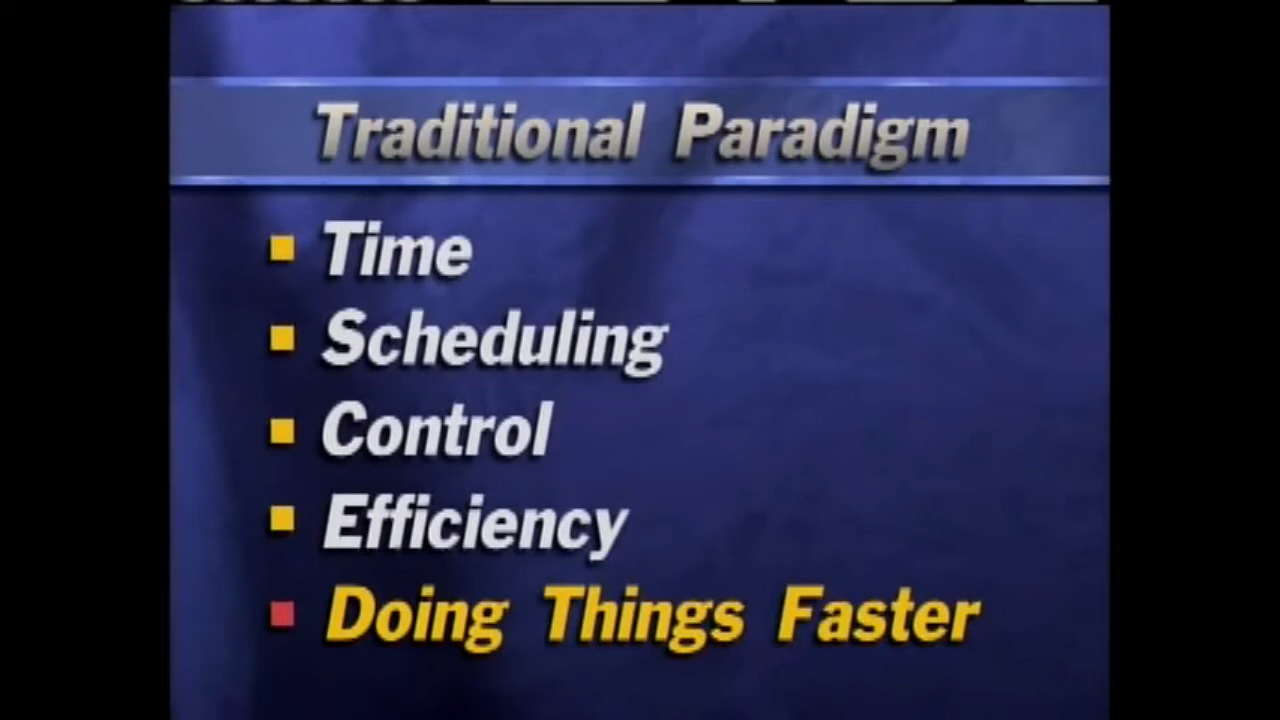 Traditional Paradigm
Time
Scheduling
Control
Efficiency
Doing Things Faster